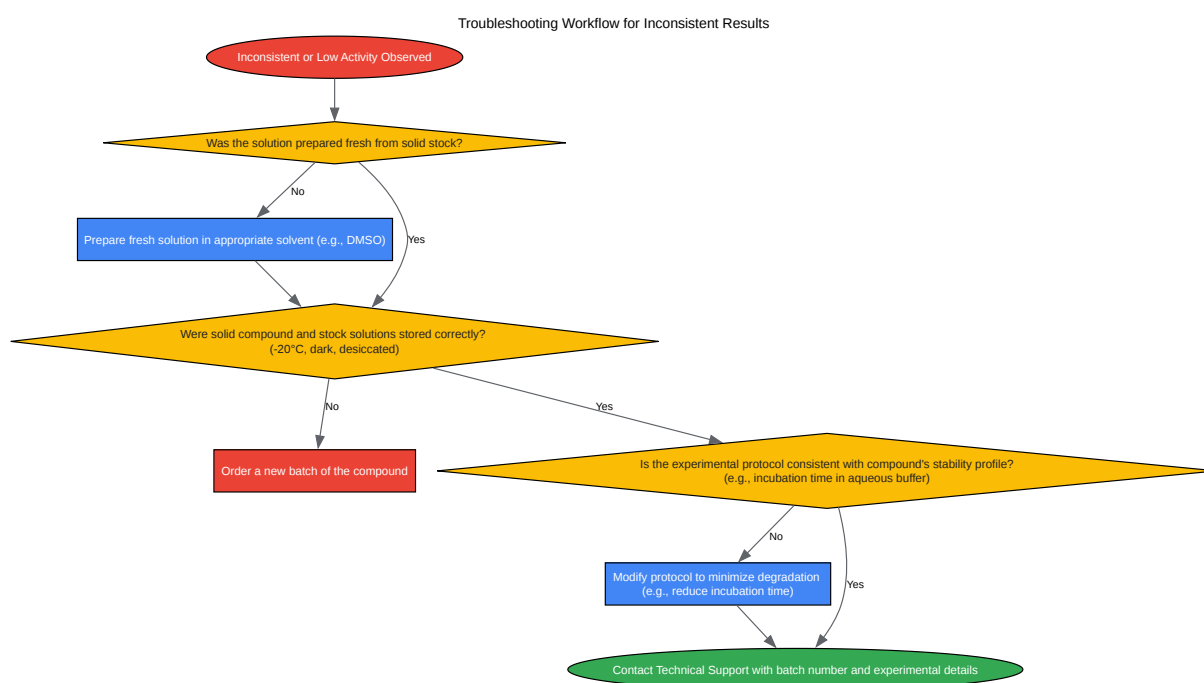 Troubleshooting Workflow for Inconsistent Results
Inconsistent or Low Activity Observed
Was the solution prepared fresh from solid stock?
No
Prepare fresh solution in appropriate solvent (e.g., DMSO)
Yes
Were solid compound and stock solutions stored correctly?
(-20°C, dark, desiccated)
No
Yes
Order a new batch of the compound
Is the experimental protocol consistent with compound's stability profile?
(e.g., incubation time in aqueous buffer)
No
Modify protocol to minimize degradation
(e.g., reduce incubation time)
Yes
Contact Technical Support with batch number and experimental details